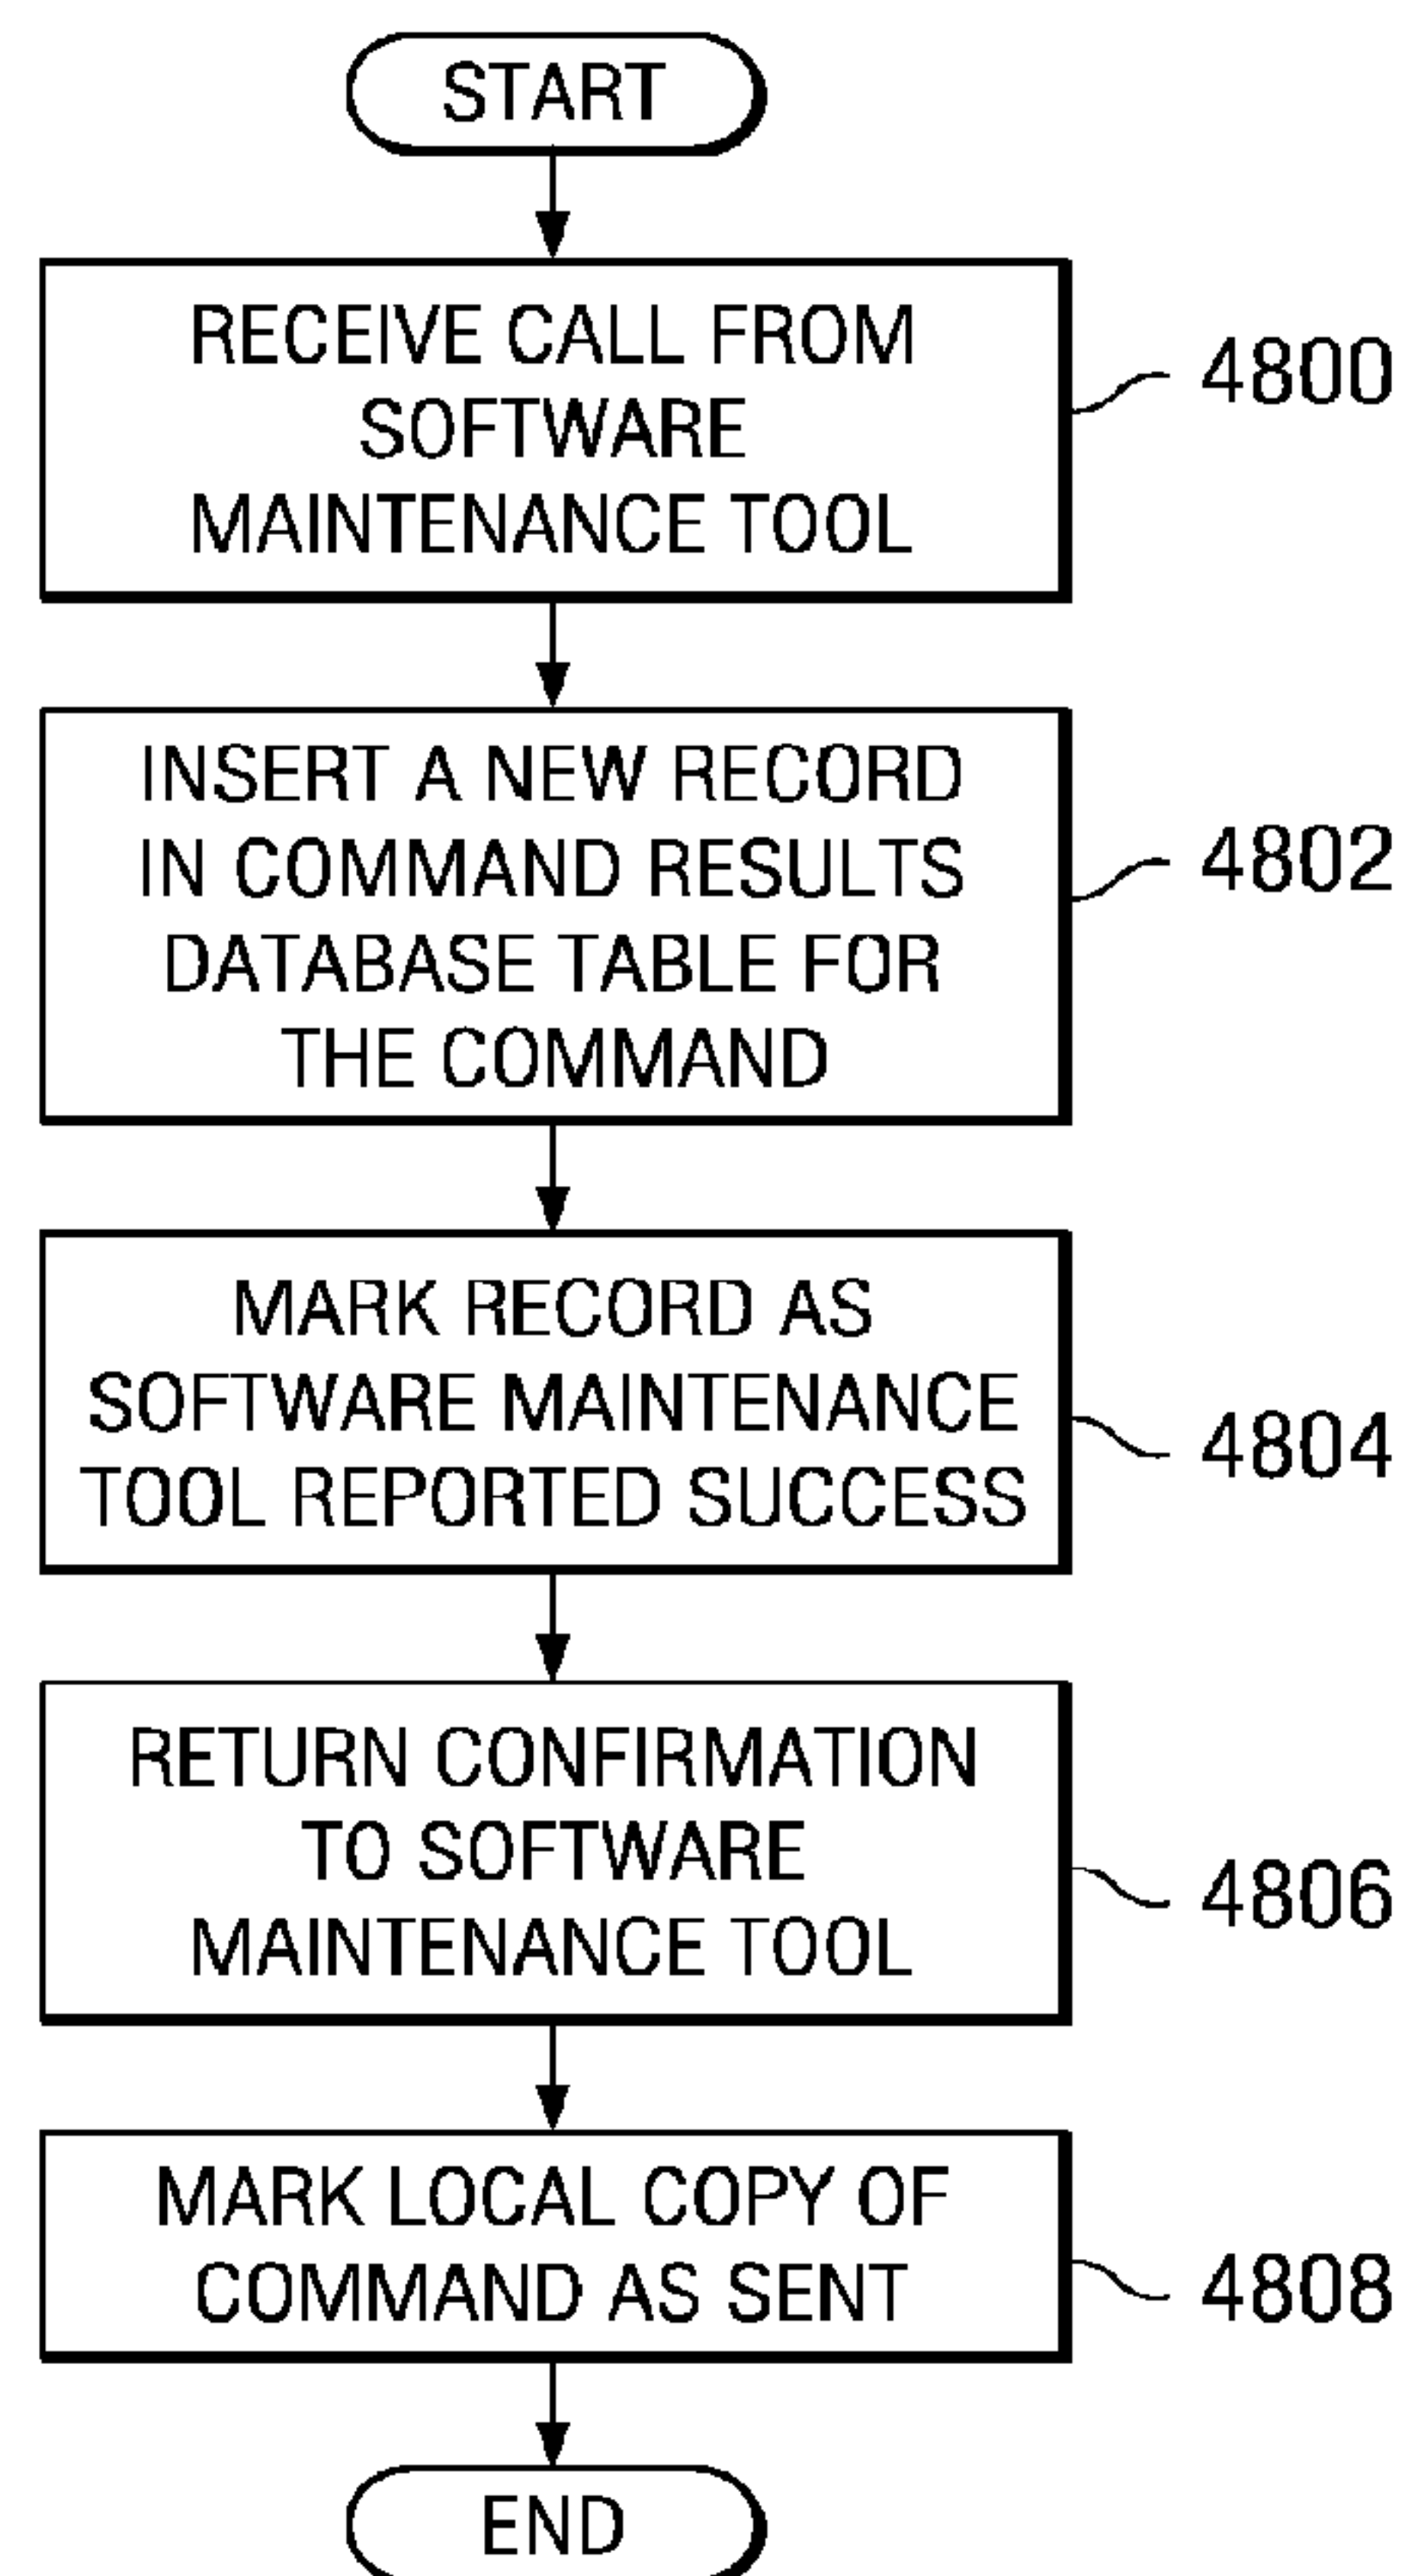 START
RECEIVE CALL FROM
SOFTWARE
MAINTENANCE TOOL
4800
INSERT A NEW RECORD
IN COMMAND RESULTS
DATABASE TABLE FOR
THE COMMAND
4802
MARK RECORD AS
SOFTWARE MAINTENANCE
TOOL REPORTED SUCCESS
4804
RETURN CONFIRMATION
TO SOFTWARE
MAINTENANCE TOOL
4806
MARK LOCAL COPY OF
COMMAND AS SENT
4808
END